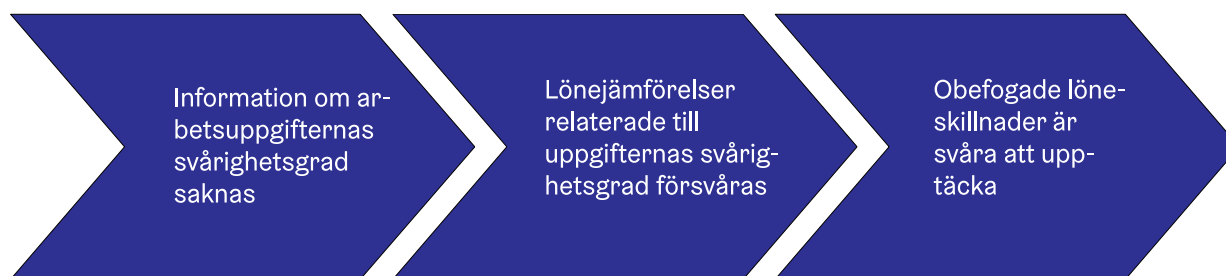 Information om ar-
betsuppgifternas
svårighetsgrad
saknas
Lönejämförelser
relaterade till
uppgifternas svårig-
hetsgrad försvåras
Obefogade löne-
skillnader är
svåra att upp-
täcka